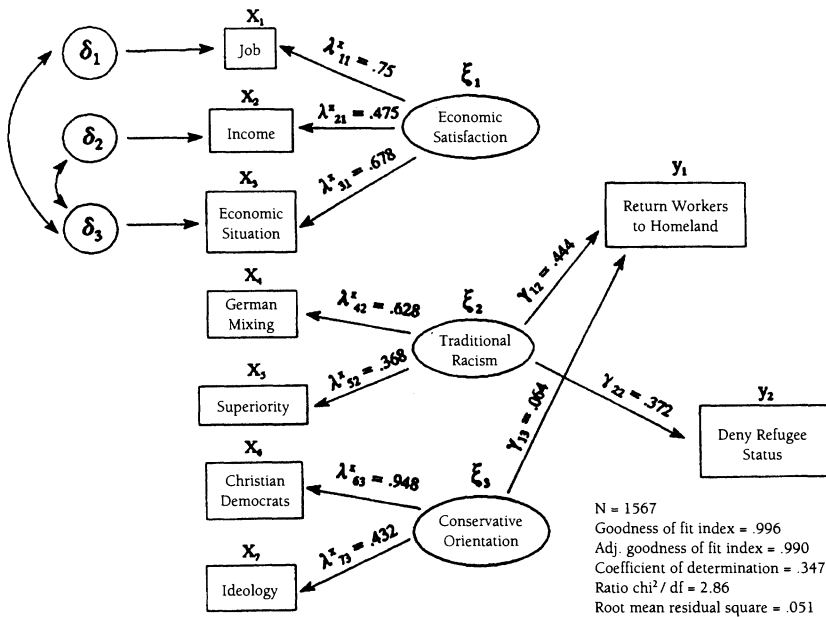 X₁
δ₁
Job
λˣ₁₁ = .75
ξ₁
X₂
δ₂
Income
λˣ₂₁ = .475
Economic
Satisfaction
X₃
δ₃
Economic
Situation
λˣ₃₁ = .678
y₁
Return Workers
to Homeland
X₄
German
Mixing
λˣ₄₂ = .628
ξ₂
Traditional
Racism
γ₁₂ = .444
X₅
Superiority
λˣ₅₂ = .368
γ₁₃ = .064
γ₂₂ = .372
y₂
Deny Refugee
Status
X₆
Christian
Democrats
λˣ₆₃ = .948
ξ₃
Conservative
Orientation
X₇
Ideology
λˣ₇₃ = .432
N = 1567
Goodness of fit index = .996
Adj. goodness of fit index = .990
Coefficient of determination = .347
Ratio chi² / df = 2.86
Root mean residual square = .051